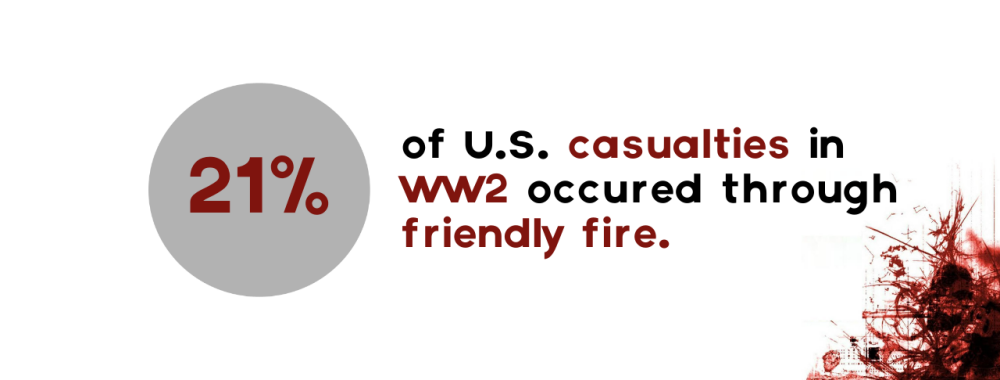 21%
of U.S. casualties in
WW2 occured through
friendly fire.